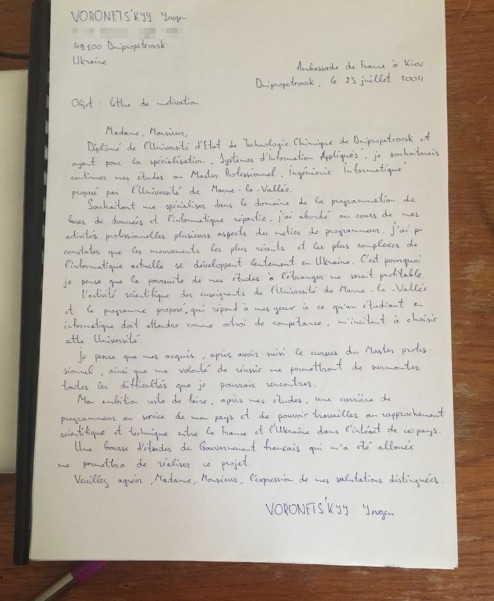 VORONETS'KYY Yevgen
49100 Dnipropetrovsk
Ukraine
Ambassade de France à Kiev
Dnipropetrovsk, le 23 juillet 2004
Objet : lettre de motivation
Madame, Monsieur,
Diplômé de l'Université d'Etat de Technologie Chimique de Dnipropetrovsk et
ayant pour la spécialisation „Systèmes d'Information Appliqués", je souhaiterais
continuer mes études au Master Professionnel „Ingénierie Informatique"
proposé par l'Université de Marne-la-Vallée.
Souhaitant me spécialiser dans le domaine de la programmation de
bases de données et l'informatique répartie, j'ai abordé au cours de mes
activités professionnelles plusieurs aspects du métier de programmeur. J'ai pu
constater que les mouvements les plus récents et les plus complexes de
l'informatique actuelle se développent lentement en Ukraine. C'est pourquoi
je pense que la poursuite de mes études à l'étranger me serait profitable.
L'activité scientifique des enseignants de l'Université de Marne-la-Vallée
et le programme proposé, qui répond à mes yeux à ce qu'un étudiant en
informatique doit attendre comme octroi de compétance, m'incitent à choisir
cette Université.
Je pense que mes acquis, après avoir suivi le cursus du Master profes-
sionnel, ainsi que ma volonté de réussir me permettront de surmonter
toutes les difficultés que je pourrais rencontrer.
Mon ambition reste de faire, après mes études, une carrière de
programmeur au service de mon pays et de pouvoir travailler au rapprochement
scientifique et technique entre la France et l'Ukraine dans l'intérêt de ces pays.
Une Bourse d'études du Gouvernement français qui m'a été allouée
me permettra de réaliser ce projet.
Veuillez agréer, Madame, Monsieur, l'expression de mes salutations distinguées.
VORONETS'KYY Yevgen